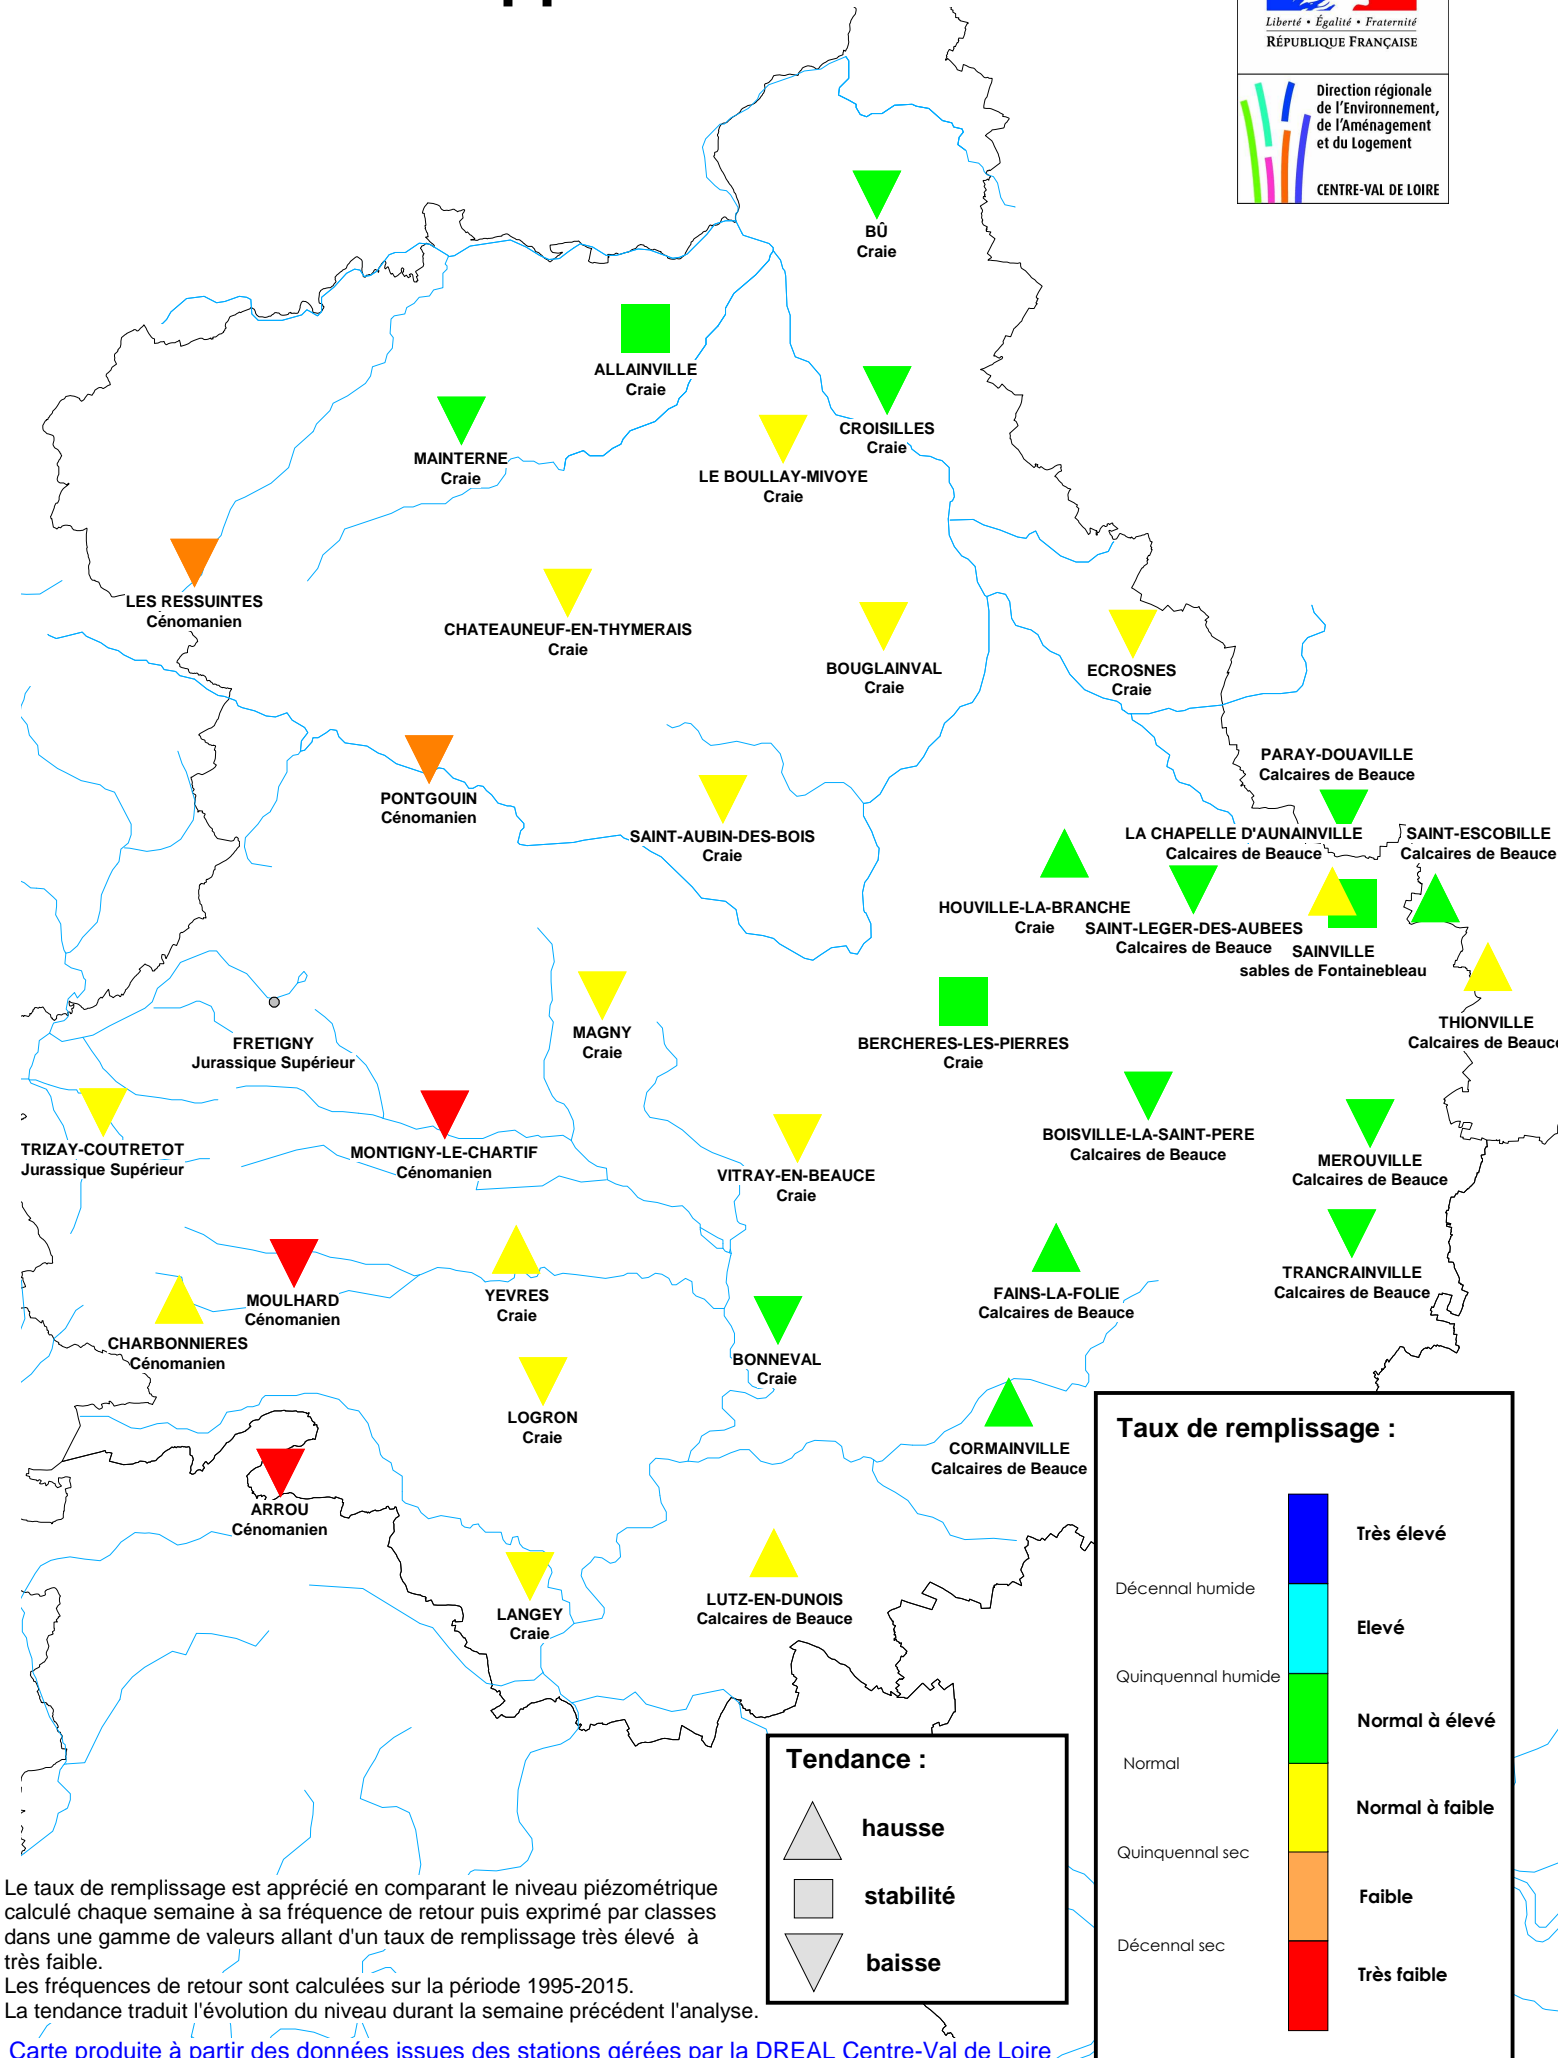 Liberté • Égalité • Fraternité
RÉPUBLIQUE FRANÇAISE
Direction régionale
de l'Environnement,
de l'Aménagement
et du Logement
CENTRE-VAL DE LOIRE
BÛ
Craie
ALLAINVILLE
Craie
CROISILLES
Craie
MAINTERNE
Craie
LE BOULLAY-MIVOYE
Craie
LES RESSUINTES
Cénomanien
CHATEAUNEUF-EN-THYMERAIS
Craie
BOUGLAINVAL
Craie
ECROSNES
Craie
PARAY-DOUAVILLE
Calcaires de Beauce
PONTGOUIN
Cénomanien
SAINT-AUBIN-DES-BOIS
Craie
LA CHAPELLE D'AUNAINVILLE
Calcaires de Beauce
SAINT-ESCOBILLE
Calcaires de Beauce
HOUVILLE-LA-BRANCHE
Craie
SAINT-LEGER-DES-AUBEES
Calcaires de Beauce
SAINVILLE
sables de Fontainebleau
THIONVILLE
Calcaires de Beauce
MAGNY
Craie
BERCHERES-LES-PIERRES
Craie
FRETIGNY
Jurassique Supérieur
TRIZAY-COUTRETOT
Jurassique Supérieur
MONTIGNY-LE-CHARTIF
Cénomanien
VITRAY-EN-BEAUCE
Craie
BOISVILLE-LA-SAINT-PERE
Calcaires de Beauce
MEROUVILLE
Calcaires de Beauce
TRANCRAINVILLE
Calcaires de Beauce
MOULHARD
Cénomanien
YEVRES
Craie
FAINS-LA-FOLIE
Calcaires de Beauce
CHARBONNIERES
Cénomanien
BONNEVAL
Craie
LOGRON
Craie
CORMAINVILLE
Calcaires de Beauce
ARROU
Cénomanien
LANGEY
Craie
LUTZ-EN-DUNOIS
Calcaires de Beauce
Taux de remplissage :
Très élevé
Décennal humide
Elevé
Quinquennal humide
Normal à élevé
Normal
Normal à faible
Quinquennal sec
Faible
Décennal sec
Très faible
Tendance :
hausse
stabilité
baisse
Le taux de remplissage est apprécié en comparant le niveau piézométrique
calculé chaque semaine à sa fréquence de retour puis exprimé par classes
dans une gamme de valeurs allant d'un taux de remplissage très élevé à
très faible.
Les fréquences de retour sont calculées sur la période 1995-2015.
La tendance traduit l'évolution du niveau durant la semaine précédent l'analyse.
Carte produite à partir des données issues des stations gérées par la DREAL Centre-Val de Loire